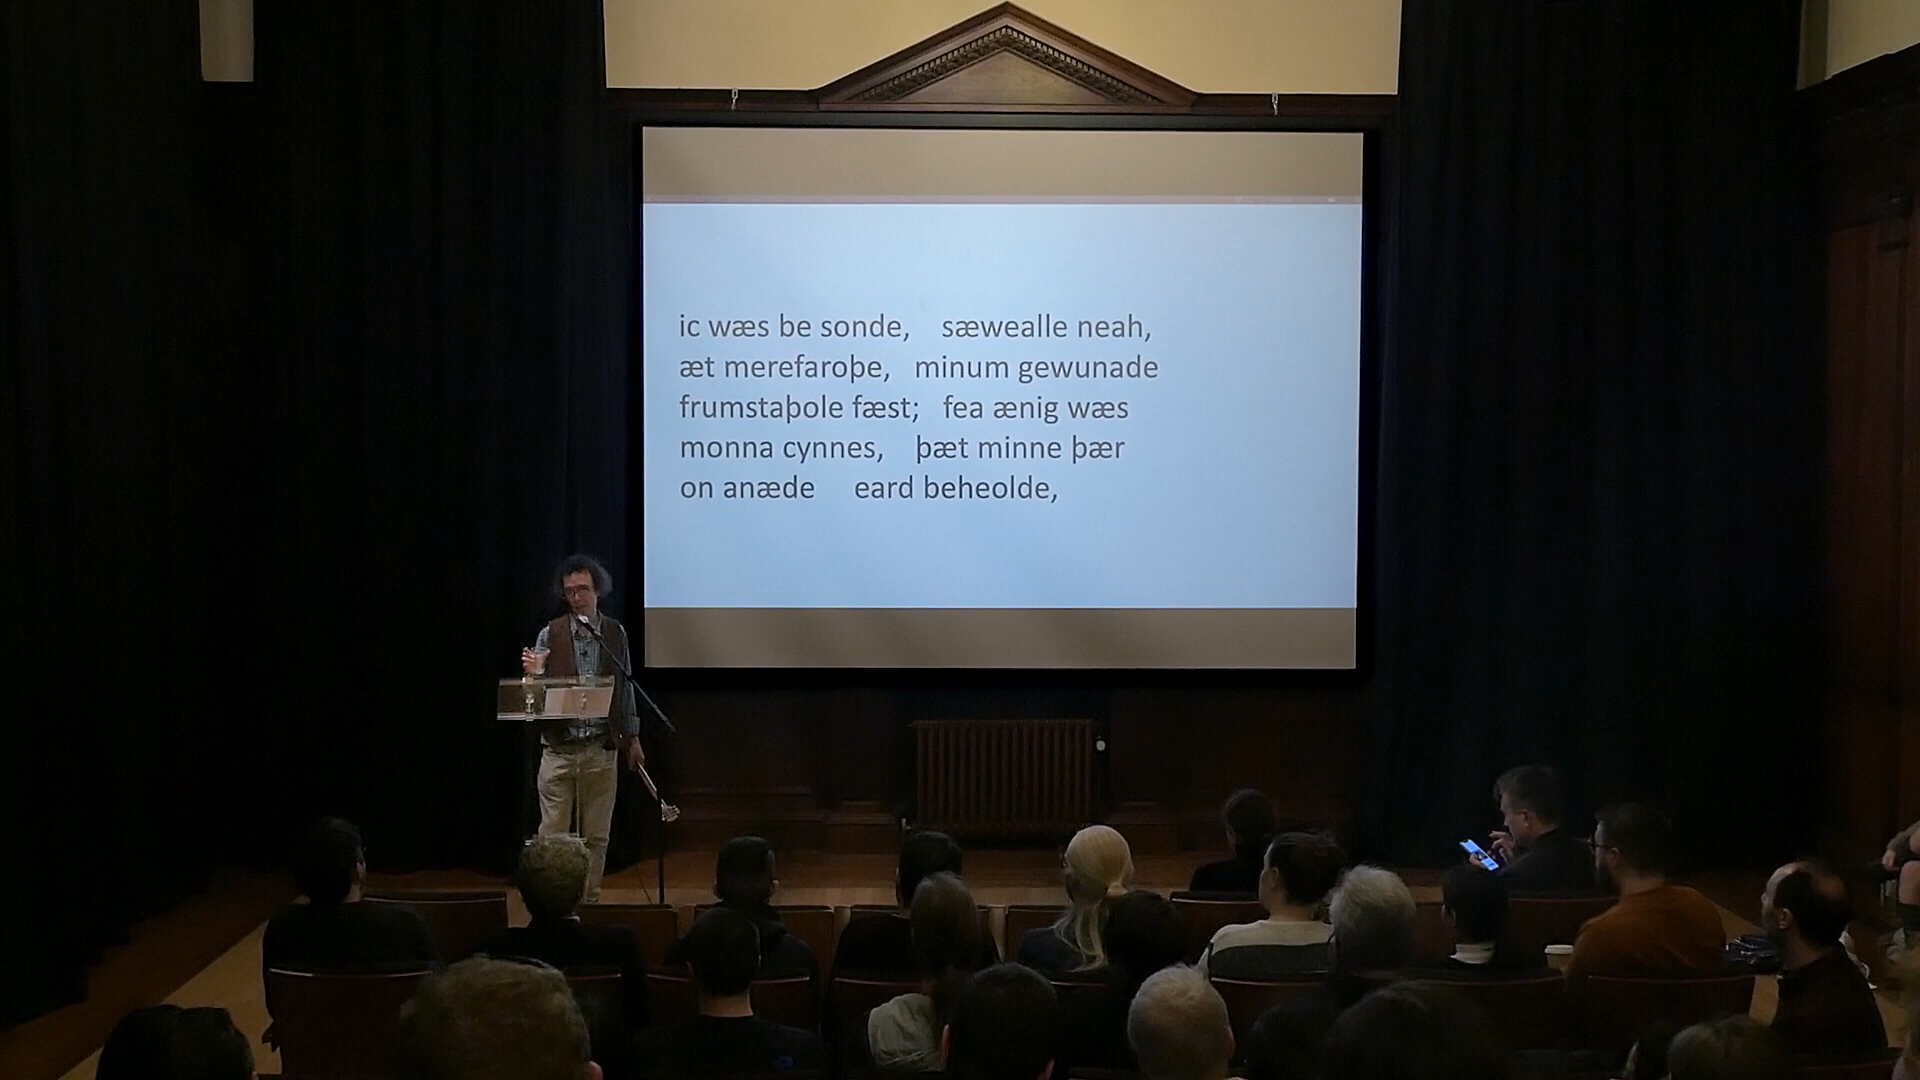 ic wæs be sonde, sæwealle neah,
æt merefaroþe, minum gewunade
frumstaþole fæst; fea ænig wæs
monna cynnes, þæt minne þær
on anæde eard beheolde,